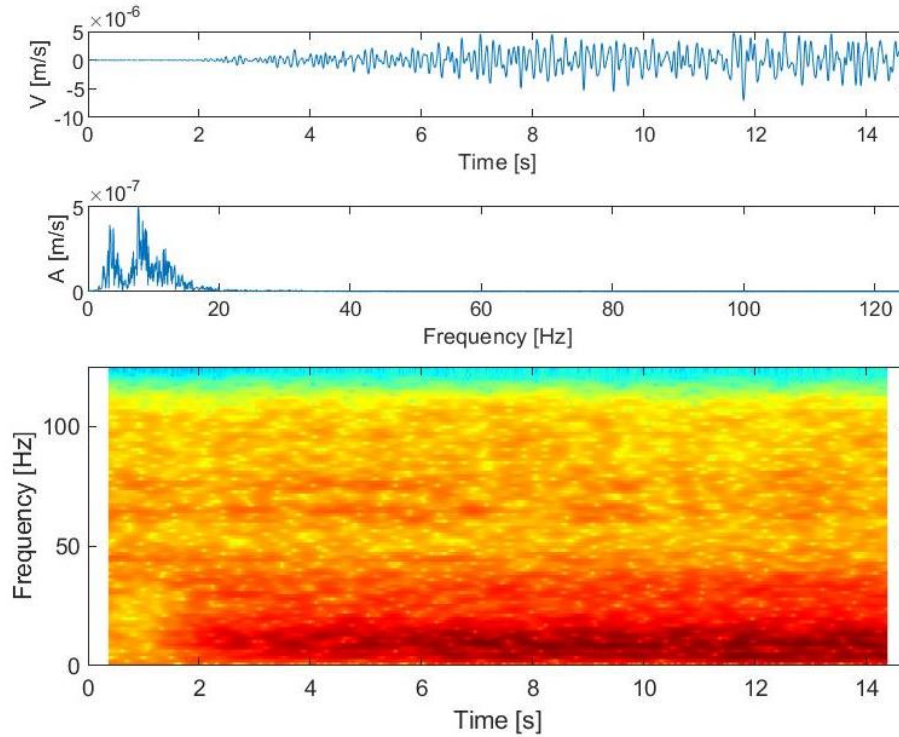 ×10^-6
5
0
-5
-10
V [m/s]
0 2 4 6 8 10 12 14
Time [s]
×10^-7
5
0
A [m/s]
0 20 40 60 80 100 120
Frequency [Hz]
100
50
0
Frequency [Hz]
0 2 4 6 8 10 12 14
Time [s]